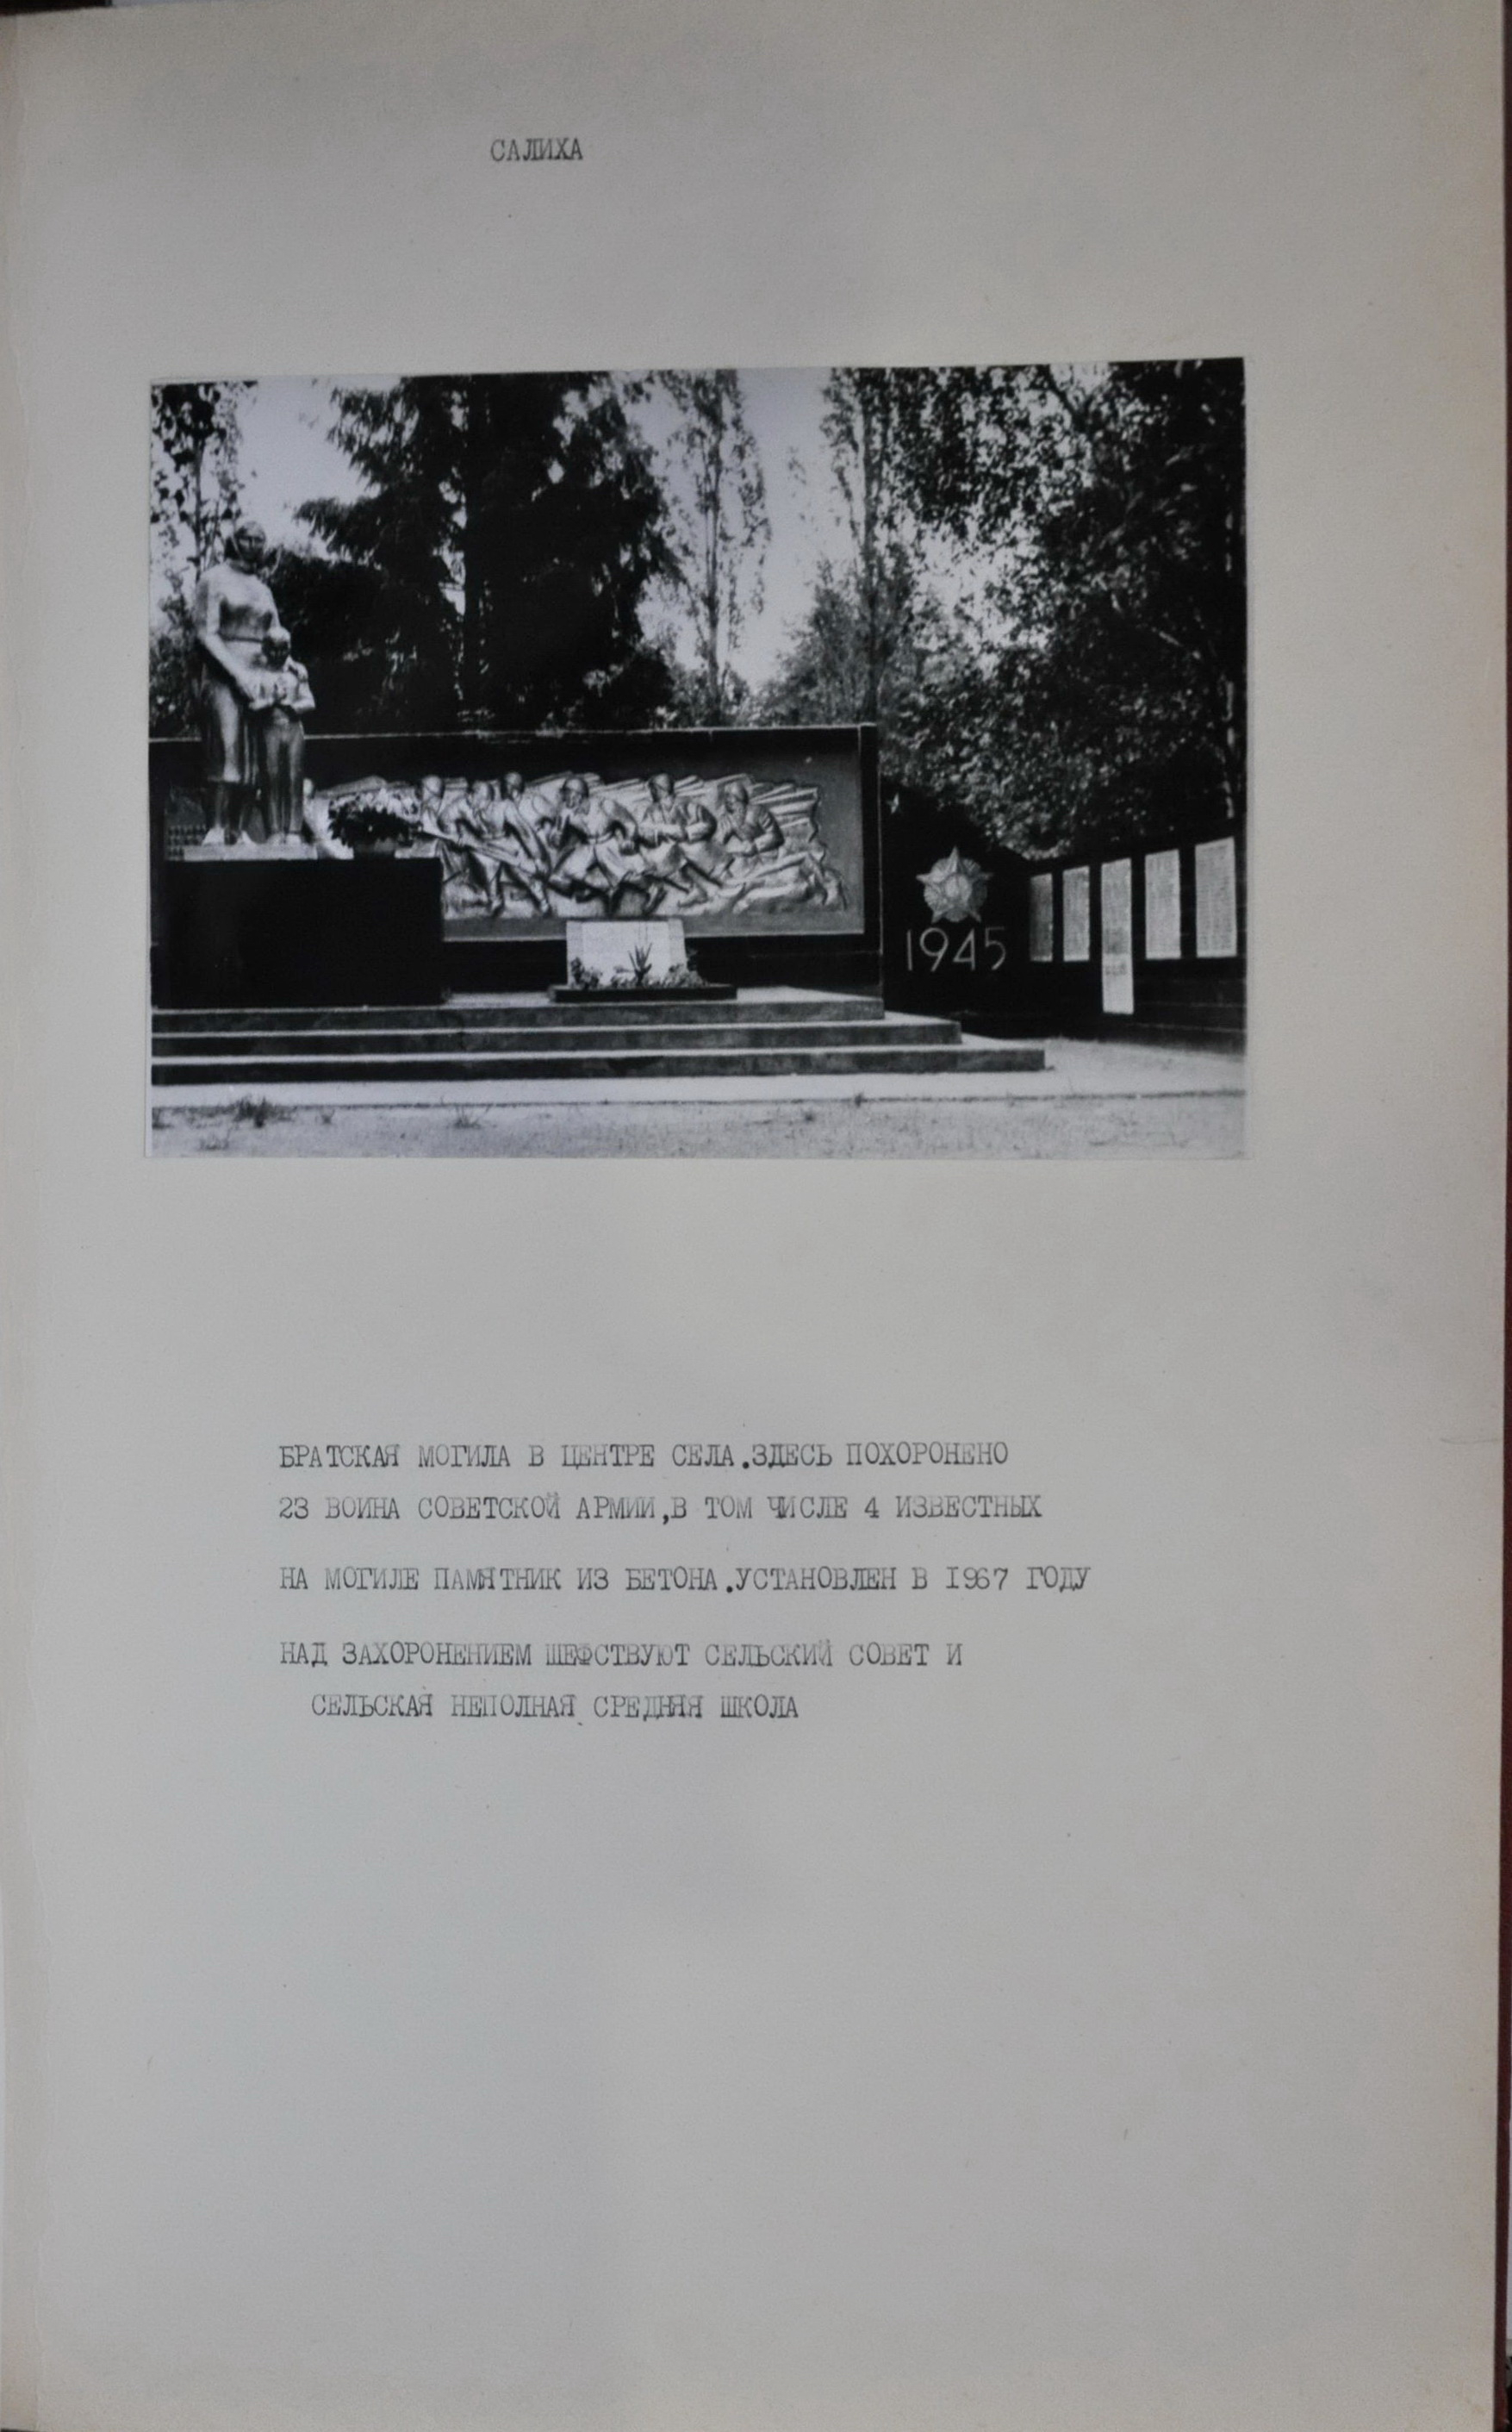 САЛИХА
1945
БРАТСКАЯ МОГИЛА В ЦЕНТРЕ СЕЛА.ЗДЕСЬ ПОХОРОНЕНО
23 ВОИНА СОВЕТСКОЙ АРМИИ,В ТОМ ЧИСЛЕ 4 ИЗВЕСТНЫХ
НА МОГИЛЕ ПАМЯТНИК ИЗ БЕТОНА.УСТАНОВЛЕН В 1967 ГОДУ
НАД ЗАХОРОНЕНИЕМ ШЕФСТВУЮТ СЕЛЬСКИЙ СОВЕТ И
СЕЛЬСКАЯ НЕПОЛНАЯ СРЕДНЯЯ ШКОЛА